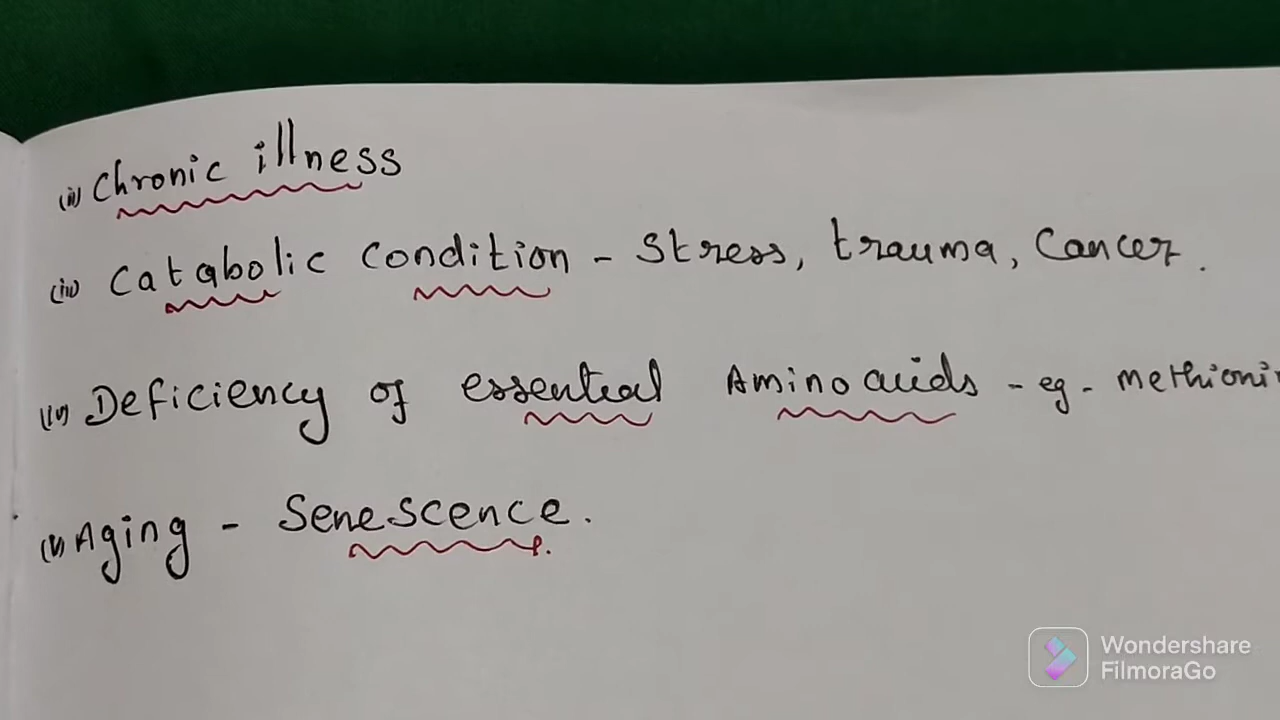 (ii) Chronic illness
(iii) Catabolic condition - Stress, trauma, Cancer.
(iv) Deficiency of essential Amino acids - eg - methioni
(v) Aging - Senescence.
Wondershare
FilmoraGo